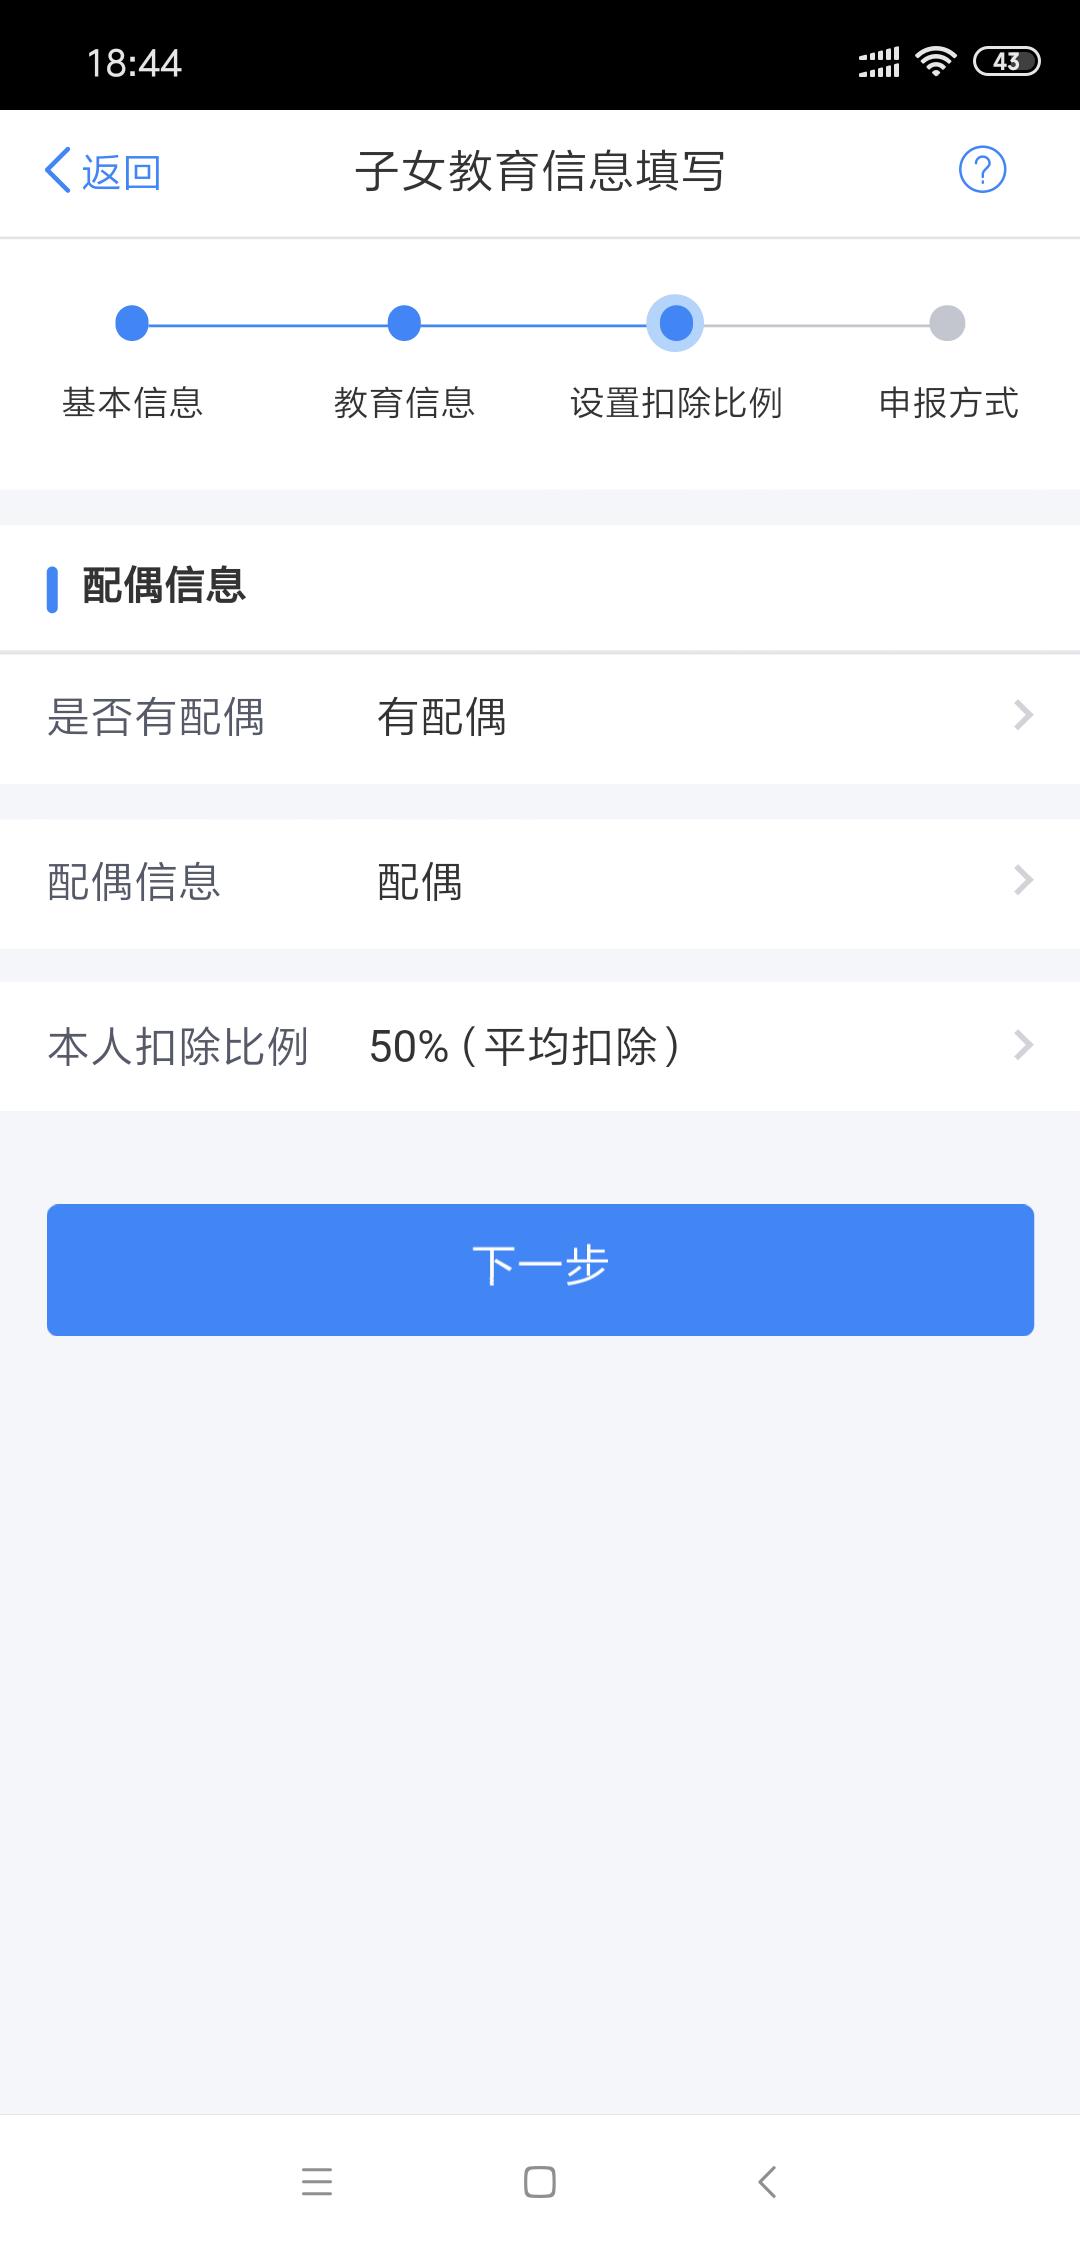 18:44
43
返回
子女教育信息填写
?
基本信息
教育信息
设置扣除比例
申报方式
配偶信息
是否有配偶 有配偶
配偶信息 配偶
本人扣除比例 50%（平均扣除）
下一步